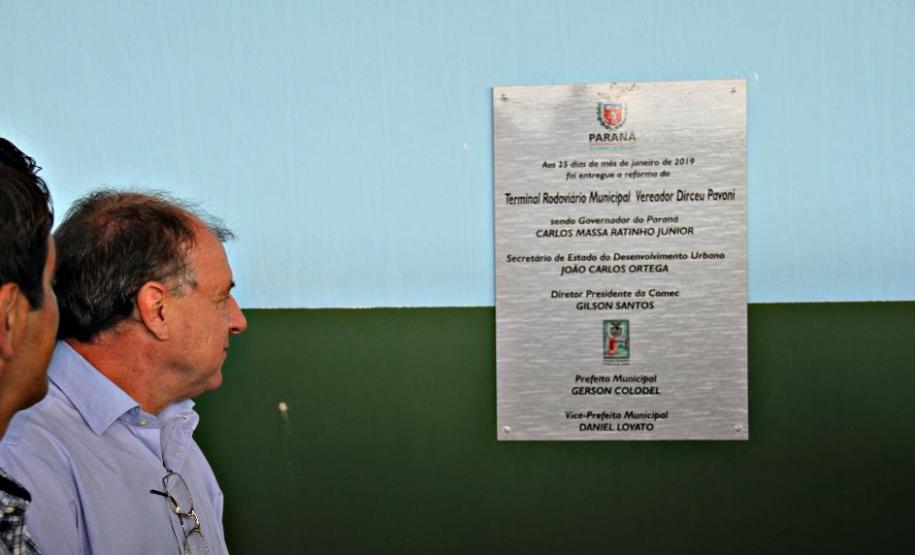 PARANÁ
Aos 25 dias do mês de janeiro de 2019
foi entregue a reforma do
Terminal Rodoviário Municipal Vereador Dirceu Pavoni
sendo Governador do Paraná
CARLOS MASSA RATINHO JUNIOR
Secretário de Estado do Desenvolvimento Urbano
JOÃO CARLOS ORTEGA
Diretor Presidente da Comec
GILSON SANTOS
Prefeito Municipal
GERSON COLODEL
Vice-Prefeito Municipal
DANIEL LOVATO